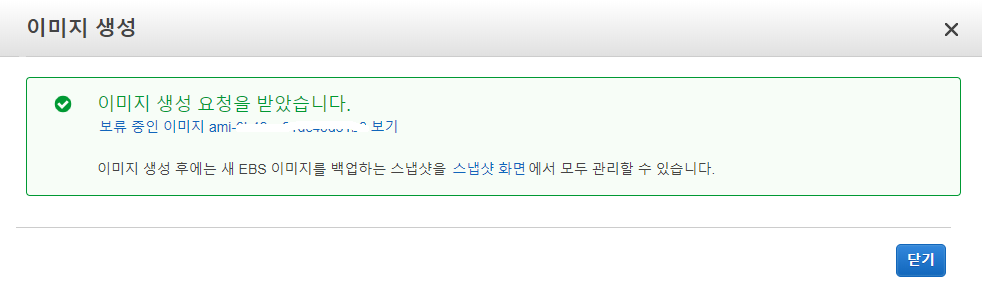 이미지 생성
이미지 생성 요청을 받았습니다.
보류 중인 이미지 보기
이미지 생성 후에는 새 EBS 이미지를 백업하는 스냅샷을 스냅샷 화면에서 모두 관리할 수 있습니다.
닫기